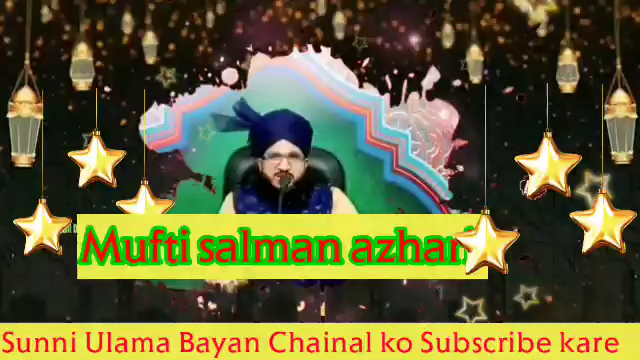 Mufti salman azhari
Sunni Ulama Bayan Chainal ko Subscribe kare